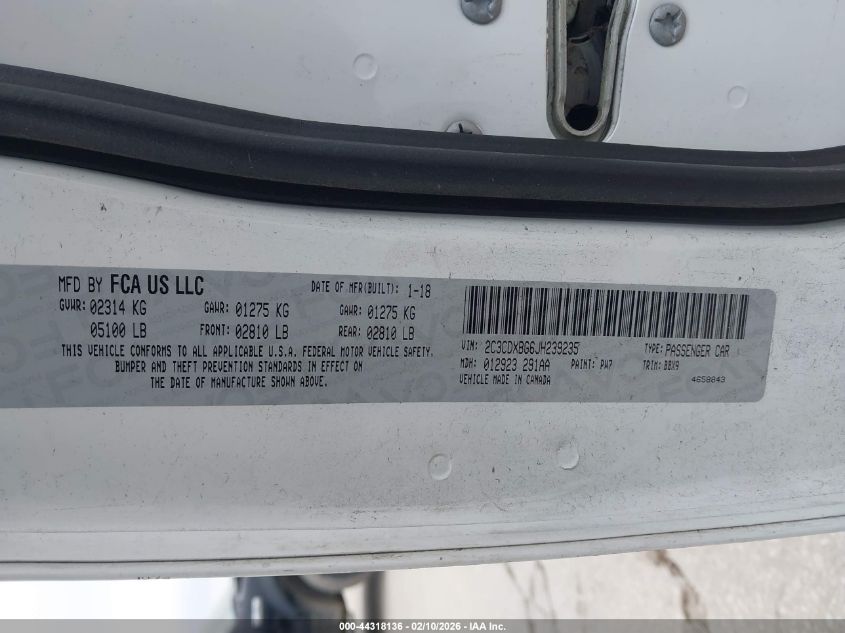 MFD BY FCA US LLC DATE OF MFR(BUILT): 1-18
GVWR: 02314 KG GAWR: 01275 KG GAWR: 01275 KG
05100 LB FRONT: 02810 LB REAR: 02810 LB
THIS VEHICLE CONFORMS TO ALL APPLICABLE U.S.A. FEDERAL MOTOR VEHICLE SAFETY,
BUMPER AND THEFT PREVENTION STANDARDS IN EFFECT ON
THE DATE OF MANUFACTURE SHOWN ABOVE.
VIN: 2C3CDXBG6JH239235 TYPE: PASSENGER CAR
MDH: 012923 291AA PAINT: PW7 TRIM: BBX9
VEHICLE MADE IN CANADA 4658843
000-44318136 - 02/10/2026 - IAA Inc.